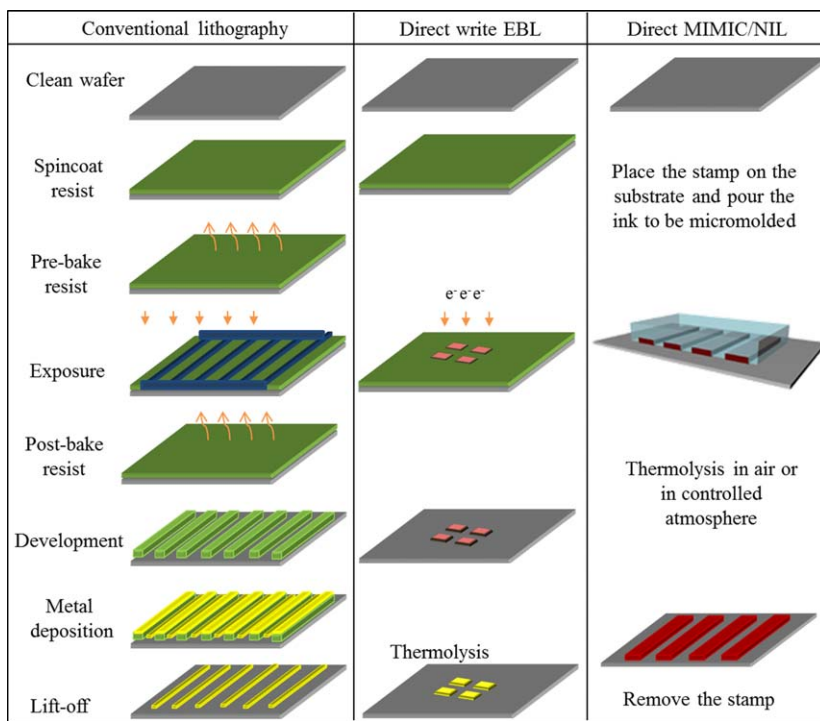 Conventional lithography
Direct write EBL
Direct MIMIC/NIL
Clean wafer
Spincoat
resist
Place the stamp on the
substrate and pour the
ink to be micromolded
Pre-bake
resist
e- e- e-
Exposure
Post-bake
resist
Thermolysis in air or
in controlled
atmosphere
Development
Metal
deposition
Thermolysis
Lift-off
Remove the stamp